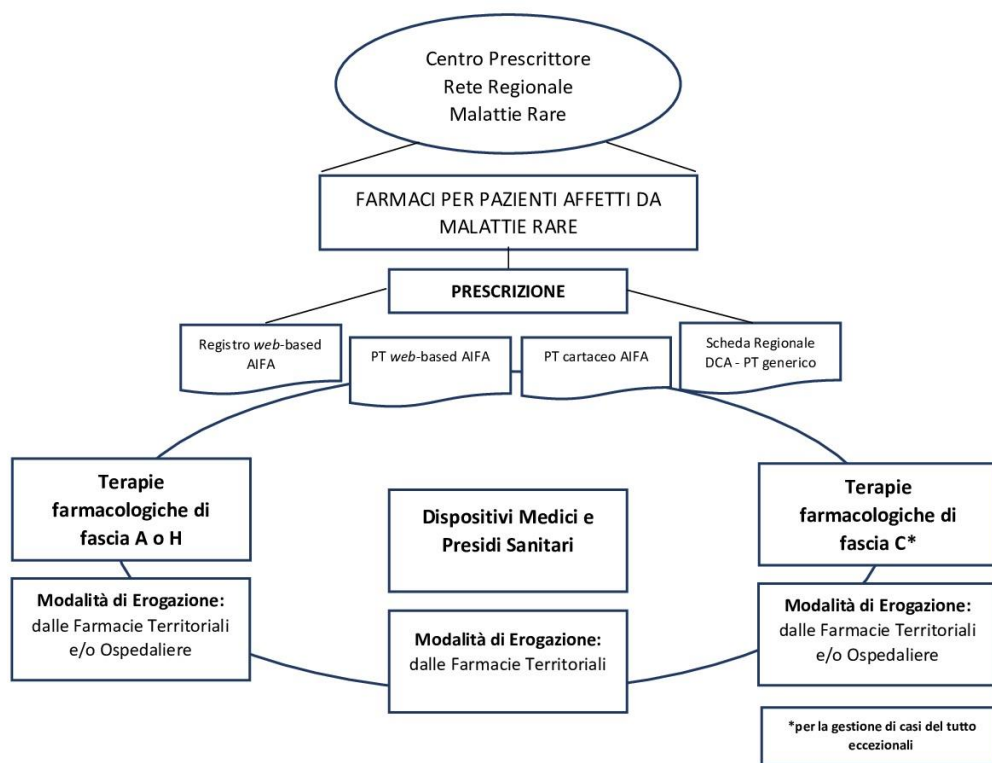 Centro Prescrittore
Rete Regionale
Malattie Rare
FARMACI PER PAZIENTI AFFETTI DA
MALATTIE RARE
PRESCRIZIONE
Registro web-based
AIFA
PT web-based AIFA
PT cartaceo AIFA
Scheda Regionale
DCA - PT generico
Terapie
farmacologiche di
fascia A o H
Modalità di Erogazione:
dalle Farmacie Territoriali
e/o Ospedaliere
Dispositivi Medici e
Presidi Sanitari
Modalità di Erogazione:
dalle Farmacie Territoriali
Terapie
farmacologiche di
fascia C*
Modalità di Erogazione:
dalle Farmacie Territoriali
e/o Ospedaliere
*per la gestione di casi del tutto
eccezionali